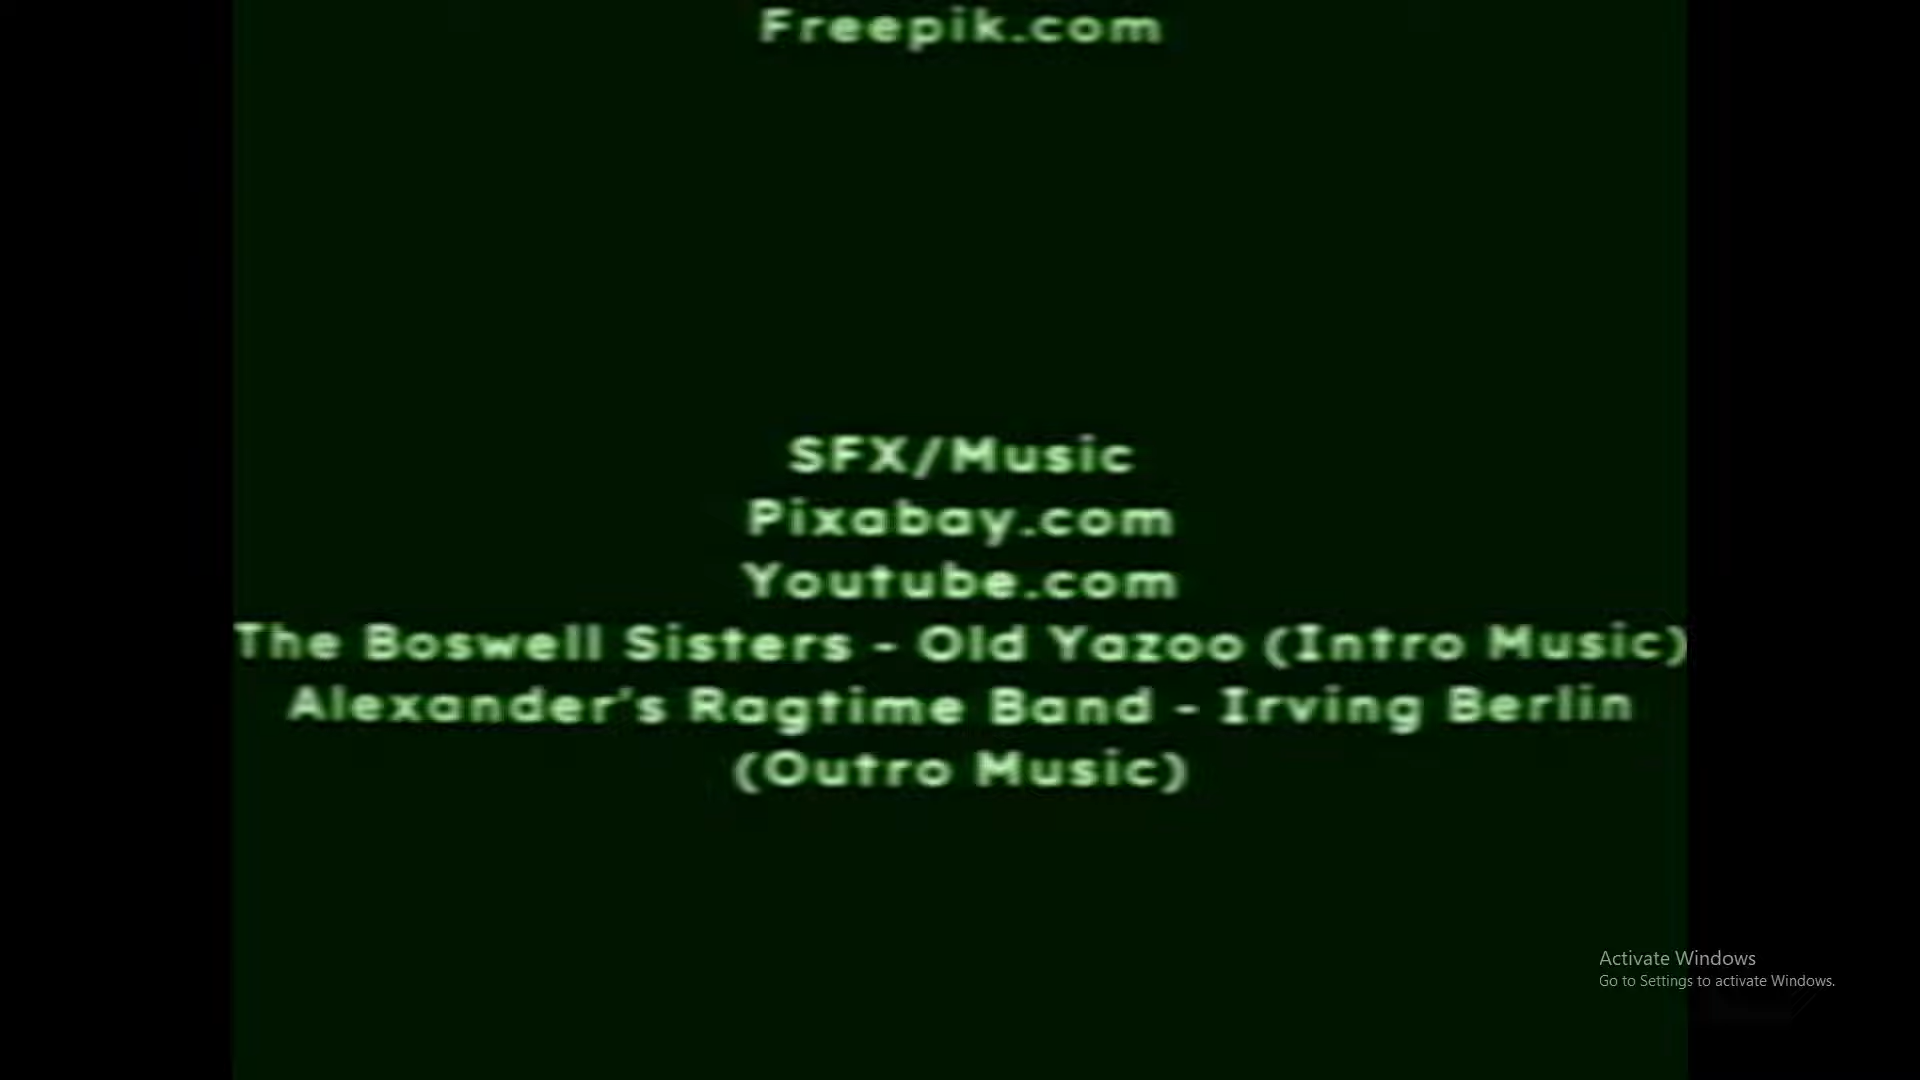 Freepik.com
SFX/Music
Pixabay.com
Youtube.com
The Boswell Sisters - Old Yazoo (Intro Music)
Alexander's Ragtime Band - Irving Berlin
(Outro Music)
Activate Windows
Go to Settings to activate Windows.